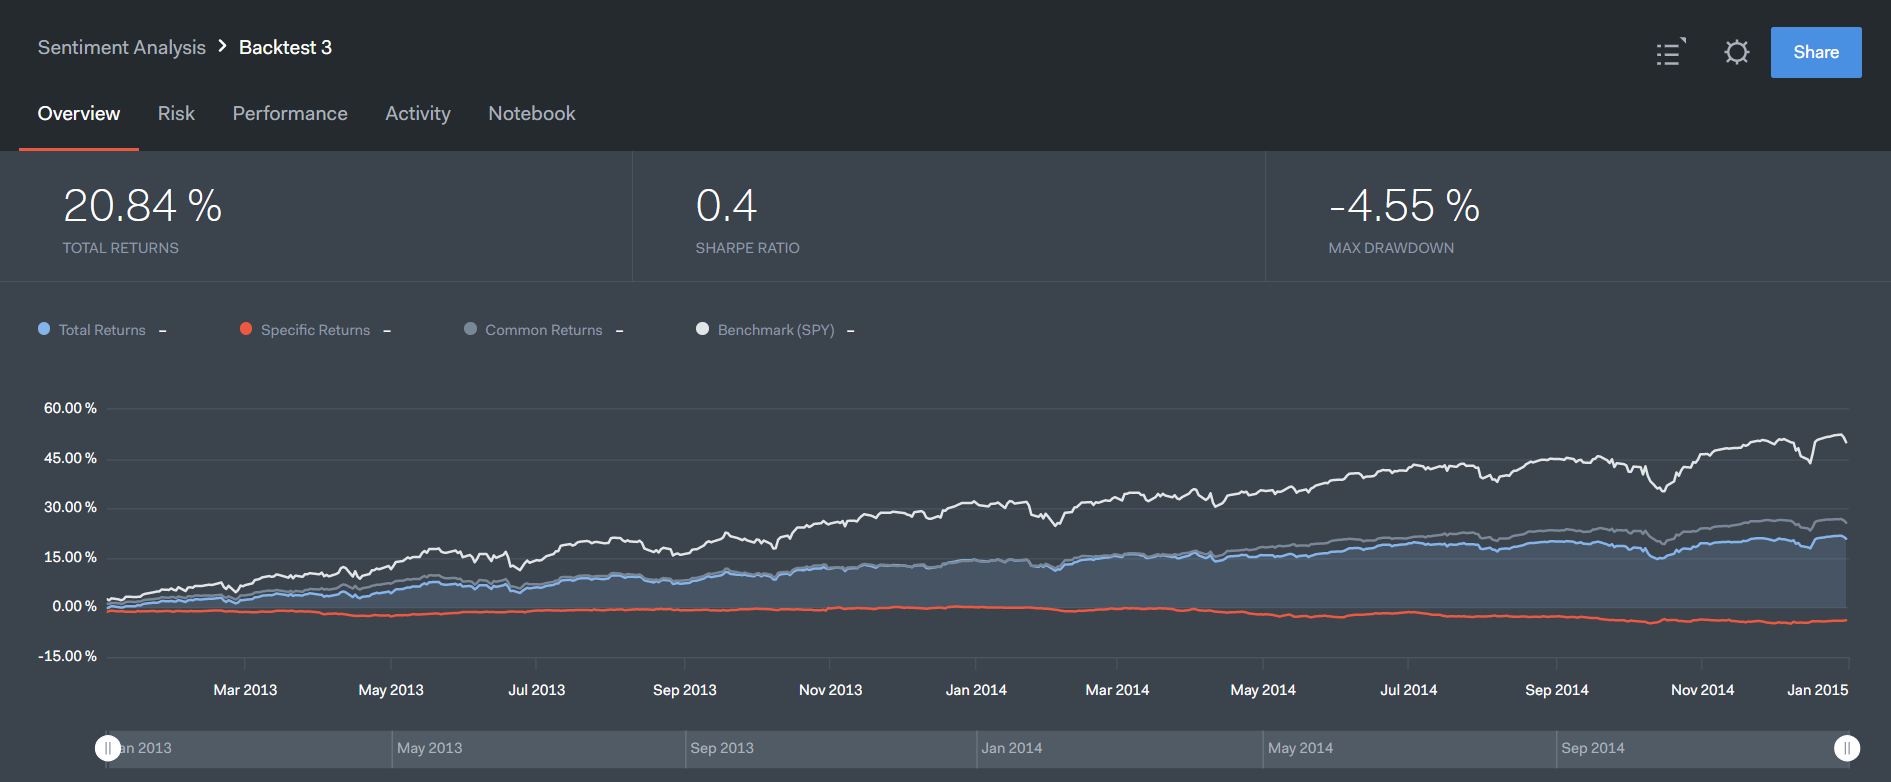 Sentiment Analysis > Backtest 3
Share
Overview Risk Performance Activity Notebook
20.84 % 0.4 -4.55 %
TOTAL RETURNS SHARPE RATIO MAX DRAWDOWN
Total Returns – Specific Returns – Common Returns – Benchmark (SPY) –
60.00 %
45.00 %
30.00 %
15.00 %
0.00 %
-15.00 %
Mar 2013 May 2013 Jul 2013 Sep 2013 Nov 2013 Jan 2014 Mar 2014 May 2014 Jul 2014 Sep 2014 Nov 2014 Jan 2015
an 2013 May 2013 Sep 2013 Jan 2014 May 2014 Sep 2014